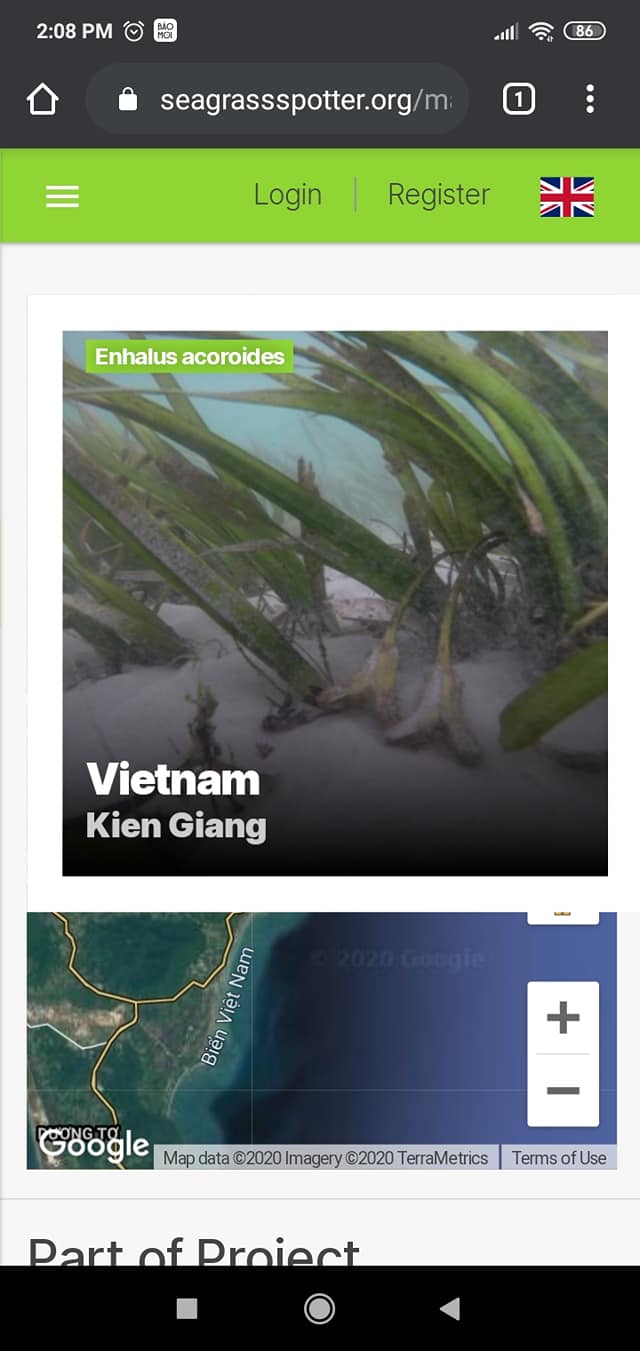 2:08 PM
BÁO
MỚI
86
seagrassspotter.org/ma
1
Login
Register
Enhalus acoroides
Vietnam
Kien Giang
© 2020 Google
Biển Việt Nam
DƯƠNG TƠ
Google
Map data ©2020 Imagery ©2020 TerraMetrics
Terms of Use
Part of Project